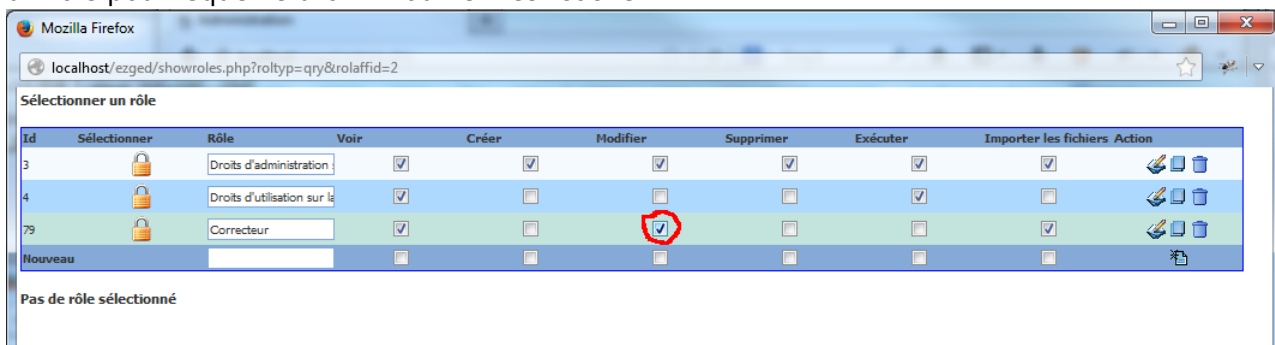 Mozilla Firefox
localhost/ezged/showroles.php?roltyp=qry&rolaffid=2
Sélectionner un rôle
Id Sélectionner Rôle Voir Créer Modifier Supprimer Exécuter Importer les fichiers Action
3 Droits d'administration
4 Droits d'utilisation sur la
79 Correcteur
Nouveau
Pas de rôle sélectionné